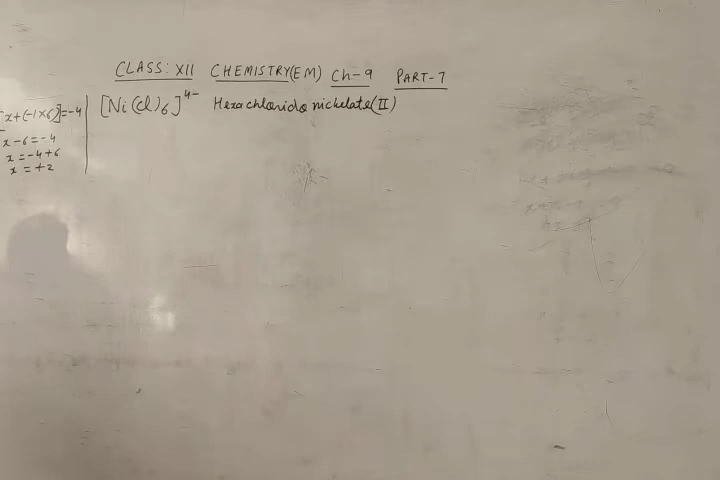 CLASS: XII CHEMISTRY(EM) Ch-9 PART-7
[Ni(Cl)6]4- Hexachlorido nickelate(II)
[x+(-1×6)]=-4
x-6=-4
x=-4+6
x=+2